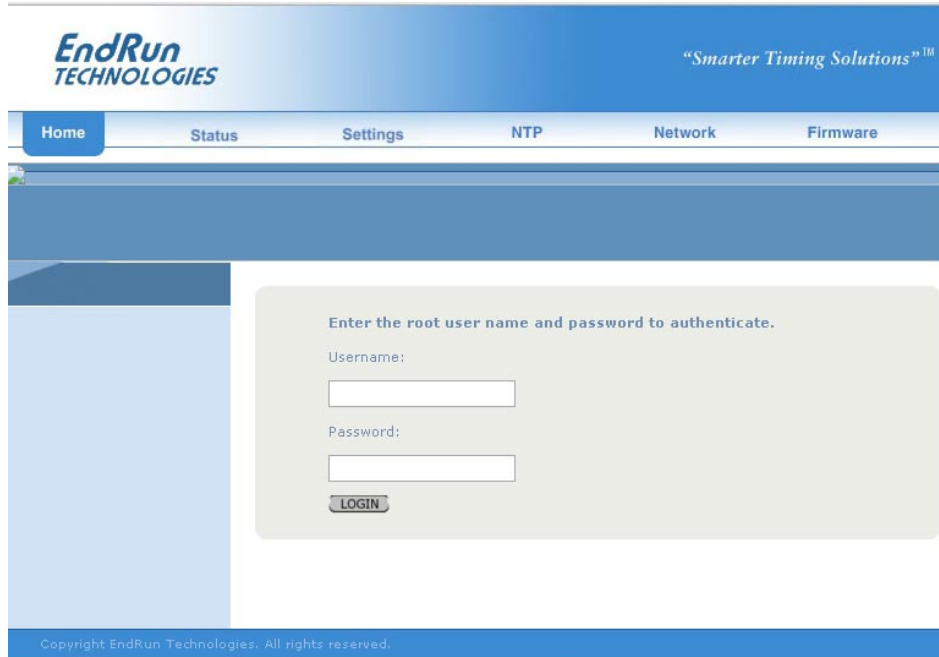 EndRun
TECHNOLOGIES
“Smarter Timing Solutions”™
Home Status Settings NTP Network Firmware
Enter the root user name and password to authenticate.
Username:
Password:
LOGIN
Copyright EndRun Technologies. All rights reserved.